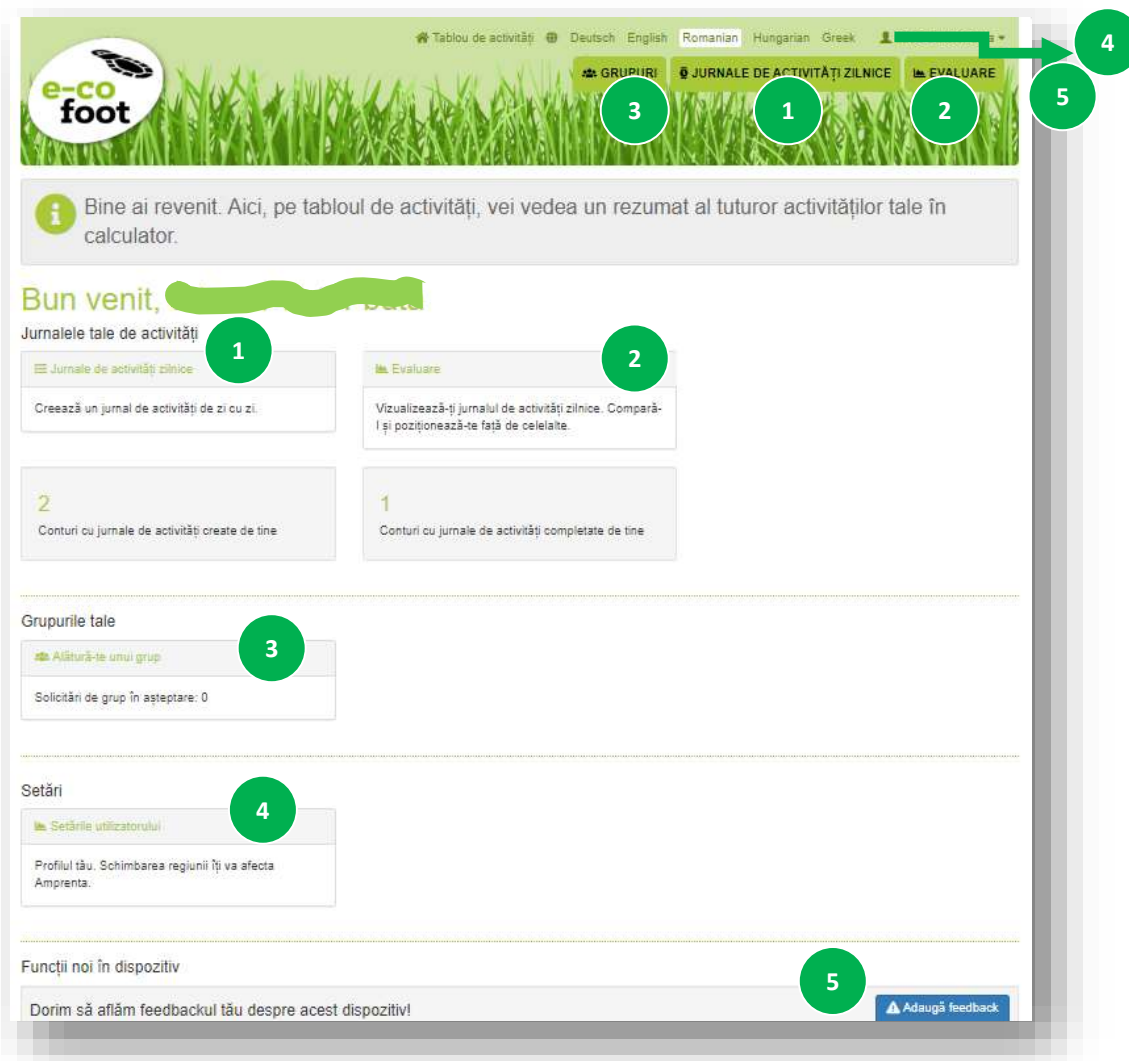 Tablou de activități Deutsch English Romanian Hungarian Greek
4
GRUPURI JURNALE DE ACTIVITĂȚI ZILNICE EVALUARE
e-co
foot
3 1 2 5
Bine ai revenit. Aici, pe tabloul de activități, vei vedea un rezumat al tuturor activităților tale în
calculator.
Bun venit,
Jurnalele tale de activități
1 2
Jurnale de activități zilnice Evaluare
Creează un jurnal de activități de zi cu zi. Vizualizează-ți jurnalul de activități zilnice. Compară-
l și poziționează-te față de celelalte.
2 1
Conturi cu jurnale de activități create de tine Conturi cu jurnale de activități completate de tine
Grupurile tale
3
Alătură-te unui grup
Solicitări de grup în așteptare: 0
Setări
4
Setările utilizatorului
Profilul tău. Schimbarea regiunii îți va afecta
Amprenta.
Funcții noi în dispozitiv
5
Dorim să aflăm feedbackul tău despre acest dispozitiv! Adaugă feedback